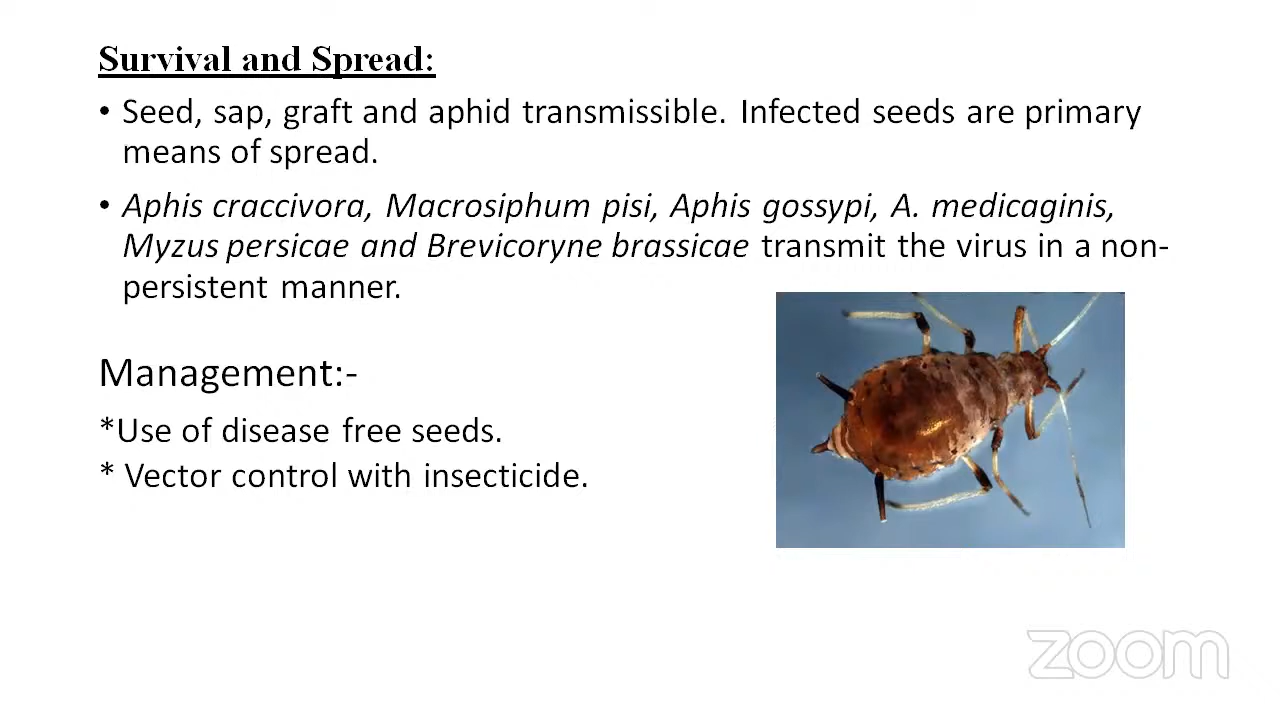 Survival and Spread:
• Seed, sap, graft and aphid transmissible. Infected seeds are primary
means of spread.
• Aphis craccivora, Macrosiphum pisi, Aphis gossypi, A. medicaginis,
Myzus persicae and Brevicoryne brassicae transmit the virus in a non-
persistent manner.
Management:-
*Use of disease free seeds.
* Vector control with insecticide.
zoom